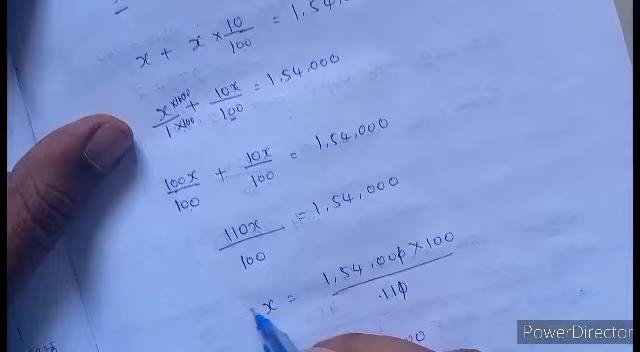 x + x × 10/100 = 1,54,
x×100/1×100 + 10x/100 = 1,54,000
100x/100 + 10x/100 = 1,54,000
110x/100 = 1,54,000
x = 1,54,000 × 100/110
00
PowerDirector